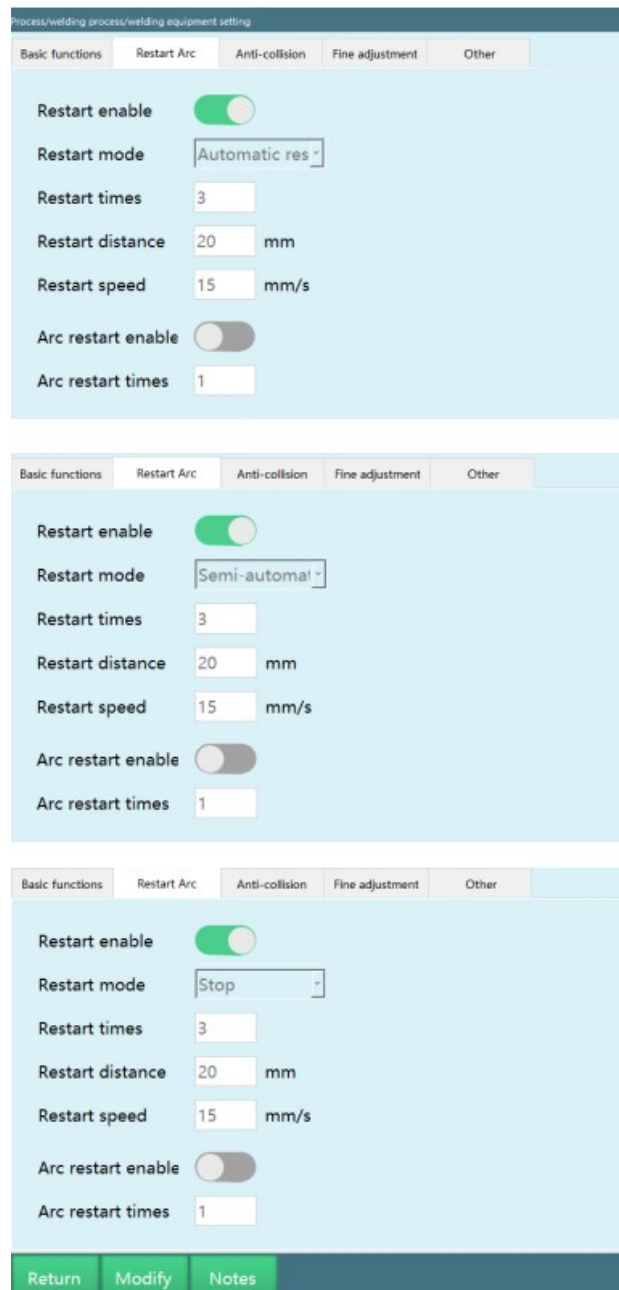 Process/welding process/welding equipment setting
Basic functions Restart Arc Anti-collision Fine adjustment Other
Restart enable
Restart mode Automatic res
Restart times 3
Restart distance 20 mm
Restart speed 15 mm/s
Arc restart enable
Arc restart times 1
Basic functions Restart Arc Anti-collision Fine adjustment Other
Restart enable
Restart mode Semi-automat
Restart times 3
Restart distance 20 mm
Restart speed 15 mm/s
Arc restart enable
Arc restart times 1
Basic functions Restart Arc Anti-collision Fine adjustment Other
Restart enable
Restart mode Stop
Restart times 3
Restart distance 20 mm
Restart speed 15 mm/s
Arc restart enable
Arc restart times 1
Return Modify Notes